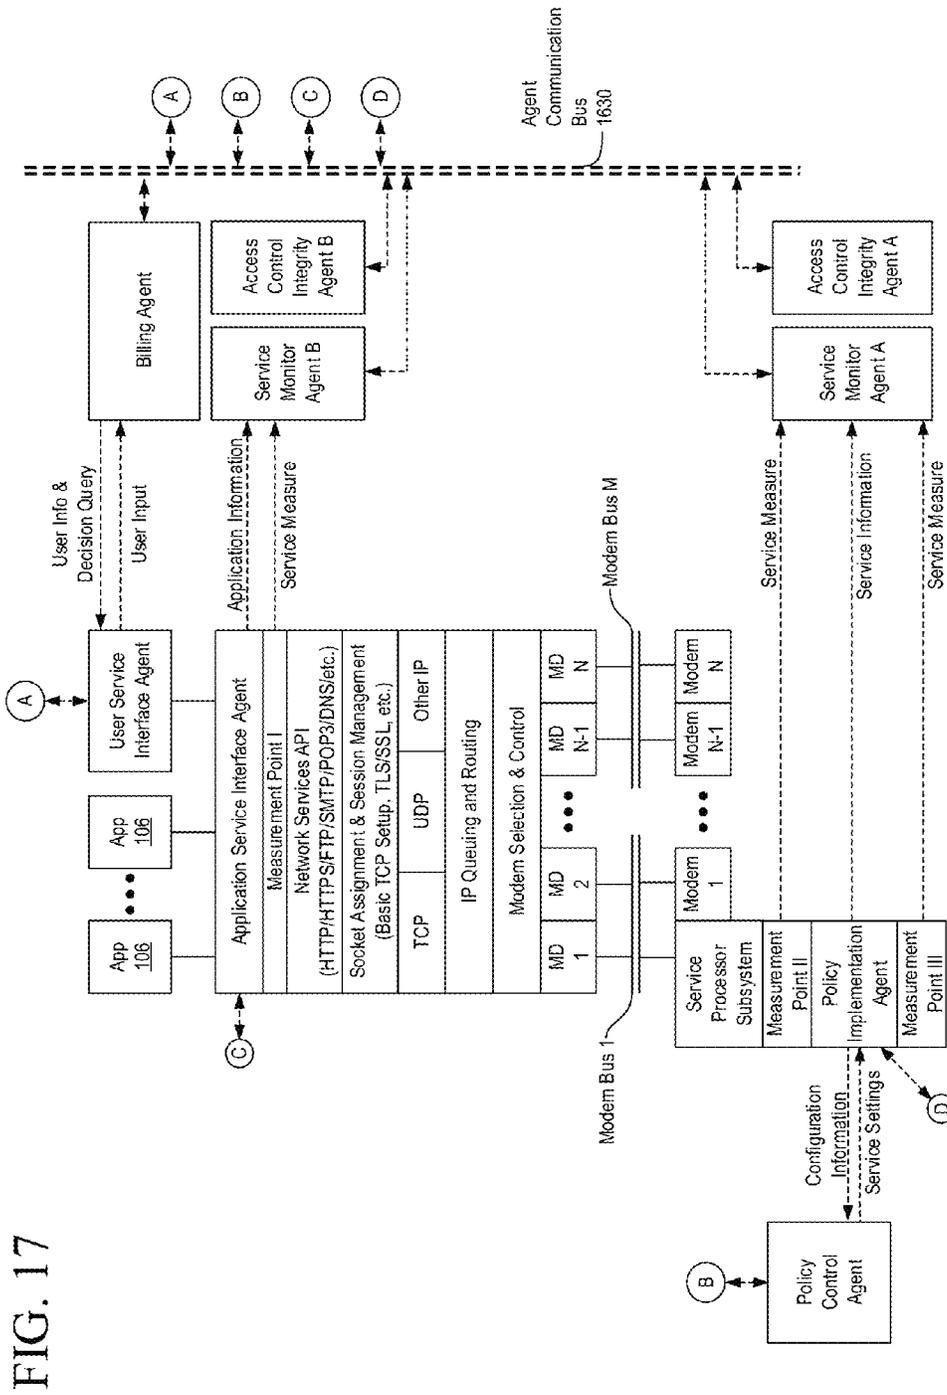 FIG. 17
App
106
App
106
User Service
Interface Agent
A
User Info &
Decision Query
User Input
Billing Agent
A
B
C
D
Agent
Communication
Bus
1630
C
Application Service Interface Agent
Measurement Point I
Network Services API
(HTTP/HTTPS/FTP/SMTP/POP3/DNS/etc.)
Socket Assignment & Session Management
(Basic TCP Setup, TLS/SSL, etc.)
TCP
UDP
Other IP
IP Queuing and Routing
Modem Selection & Control
MD
1
MD
2
MD
N-1
MD
N
Application Information
Service Measure
Service
Monitor
Agent B
Access
Control
Integrity
Agent B
Modem Bus 1
Modem Bus M
Service
Processor
Subsystem
Modem
1
Modem
N-1
Modem
N
Measurement
Point II
Policy
Implementation
Agent
Measurement
Point III
Service Measure
Service Information
Service Measure
Service
Monitor
Agent A
Access
Control
Integrity
Agent A
B
Policy
Control
Agent
Configuration
Information
Service Settings
D